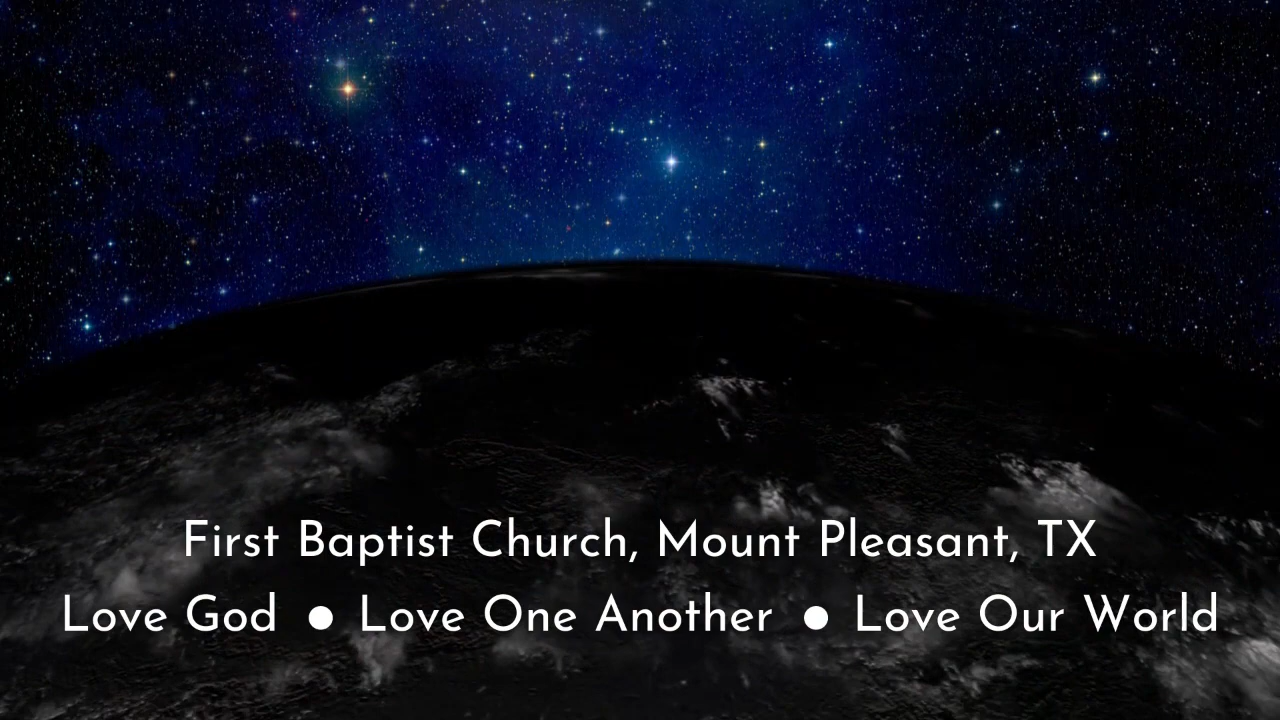 First Baptist Church, Mount Pleasant, TX
Love God ● Love One Another ● Love Our World